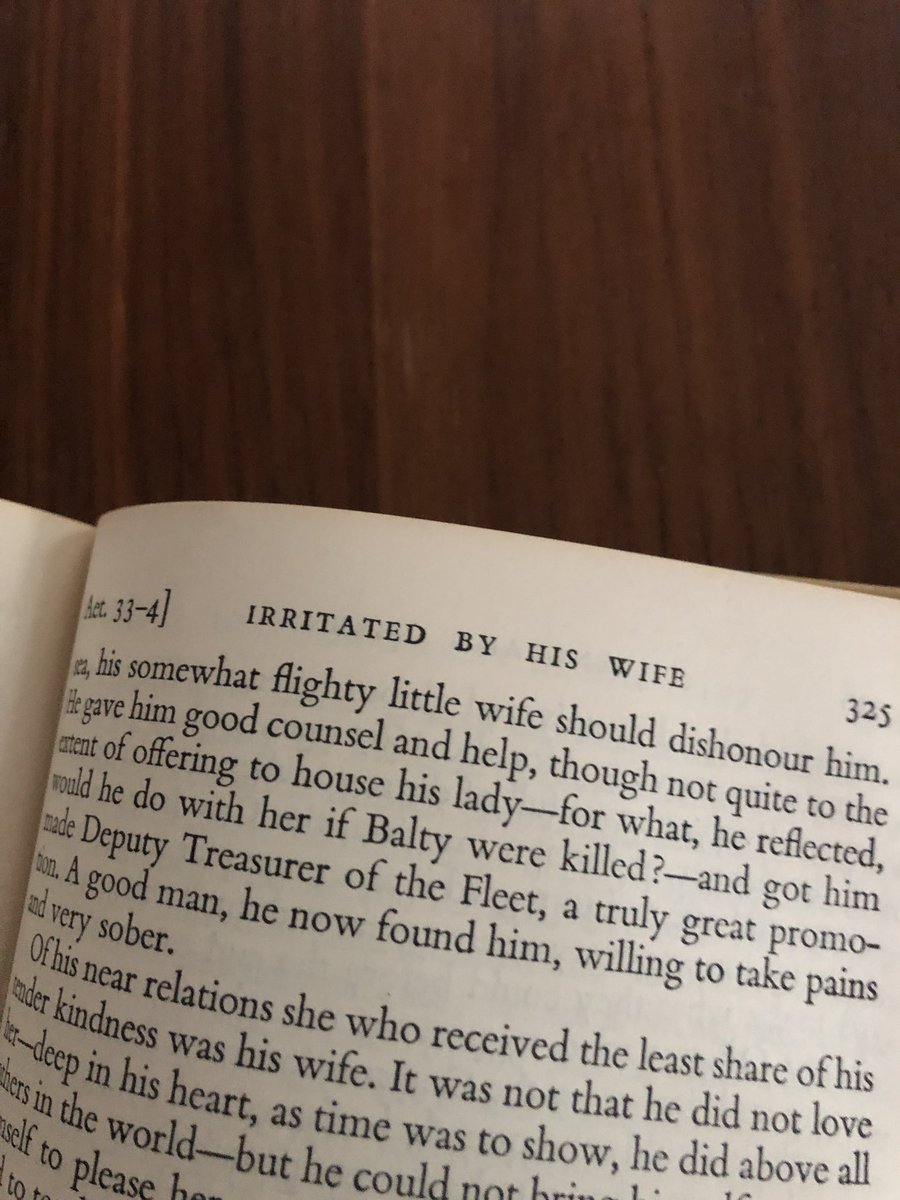 Aet. 33–4] IRRITATED BY HIS WIFE 325
sea, his somewhat flighty little wife should dishonour him.
He gave him good counsel and help, though not quite to the
extent of offering to house his lady—for what, he reflected,
would he do with her if Balty were killed?—and got him
made Deputy Treasurer of the Fleet, a truly great promo-
tion. A good man, he now found him, willing to take pains
and very sober.
Of his near relations she who received the least share of his
tender kindness was his wife. It was not that he did not love
her—deep in his heart, as time was to show, he did above all
others in the world—but he could not bring himself
to please her